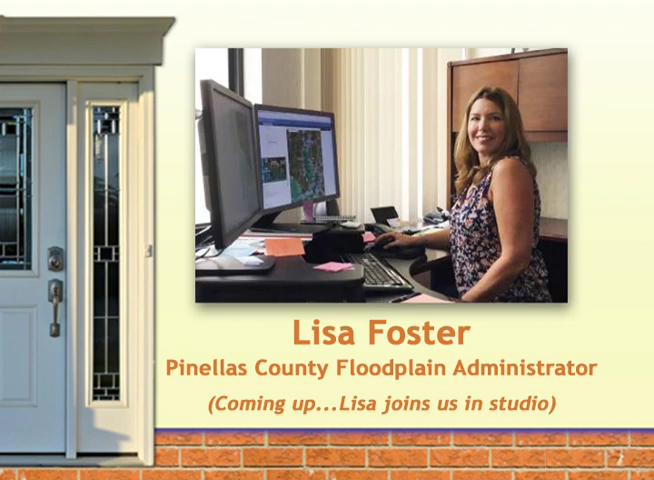 Lisa Foster
Pinellas County Floodplain Administrator
(Coming up...Lisa joins us in studio)